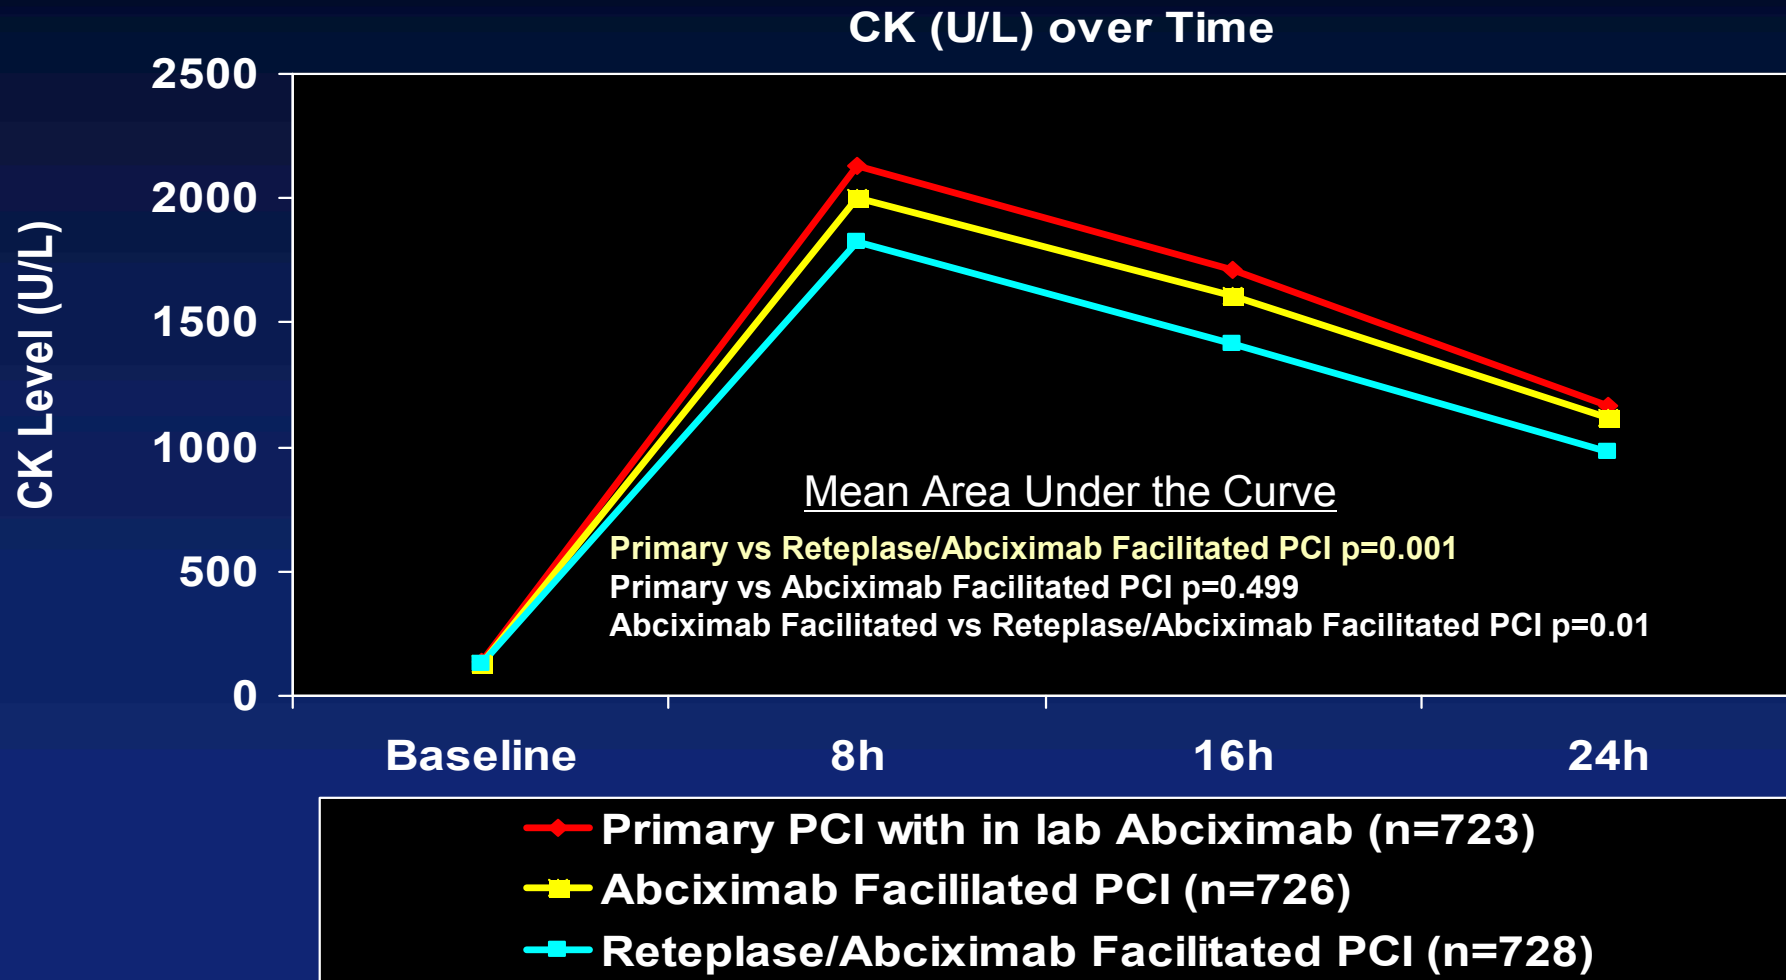 CK (U/L) over Time
CK Level (U/L)
2500
2000
1500
1000
500
0
Mean Area Under the Curve
Primary vs Reteplase/Abciximab Facilitated PCI p=0.001
Primary vs Abciximab Facilitated PCI p=0.499
Abciximab Facilitated vs Reteplase/Abciximab Facilitated PCI p=0.01
Baseline 8h 16h 24h
Primary PCI with in lab Abciximab (n=723)
Abciximab Facililated PCI (n=726)
Reteplase/Abciximab Facilitated PCI (n=728)